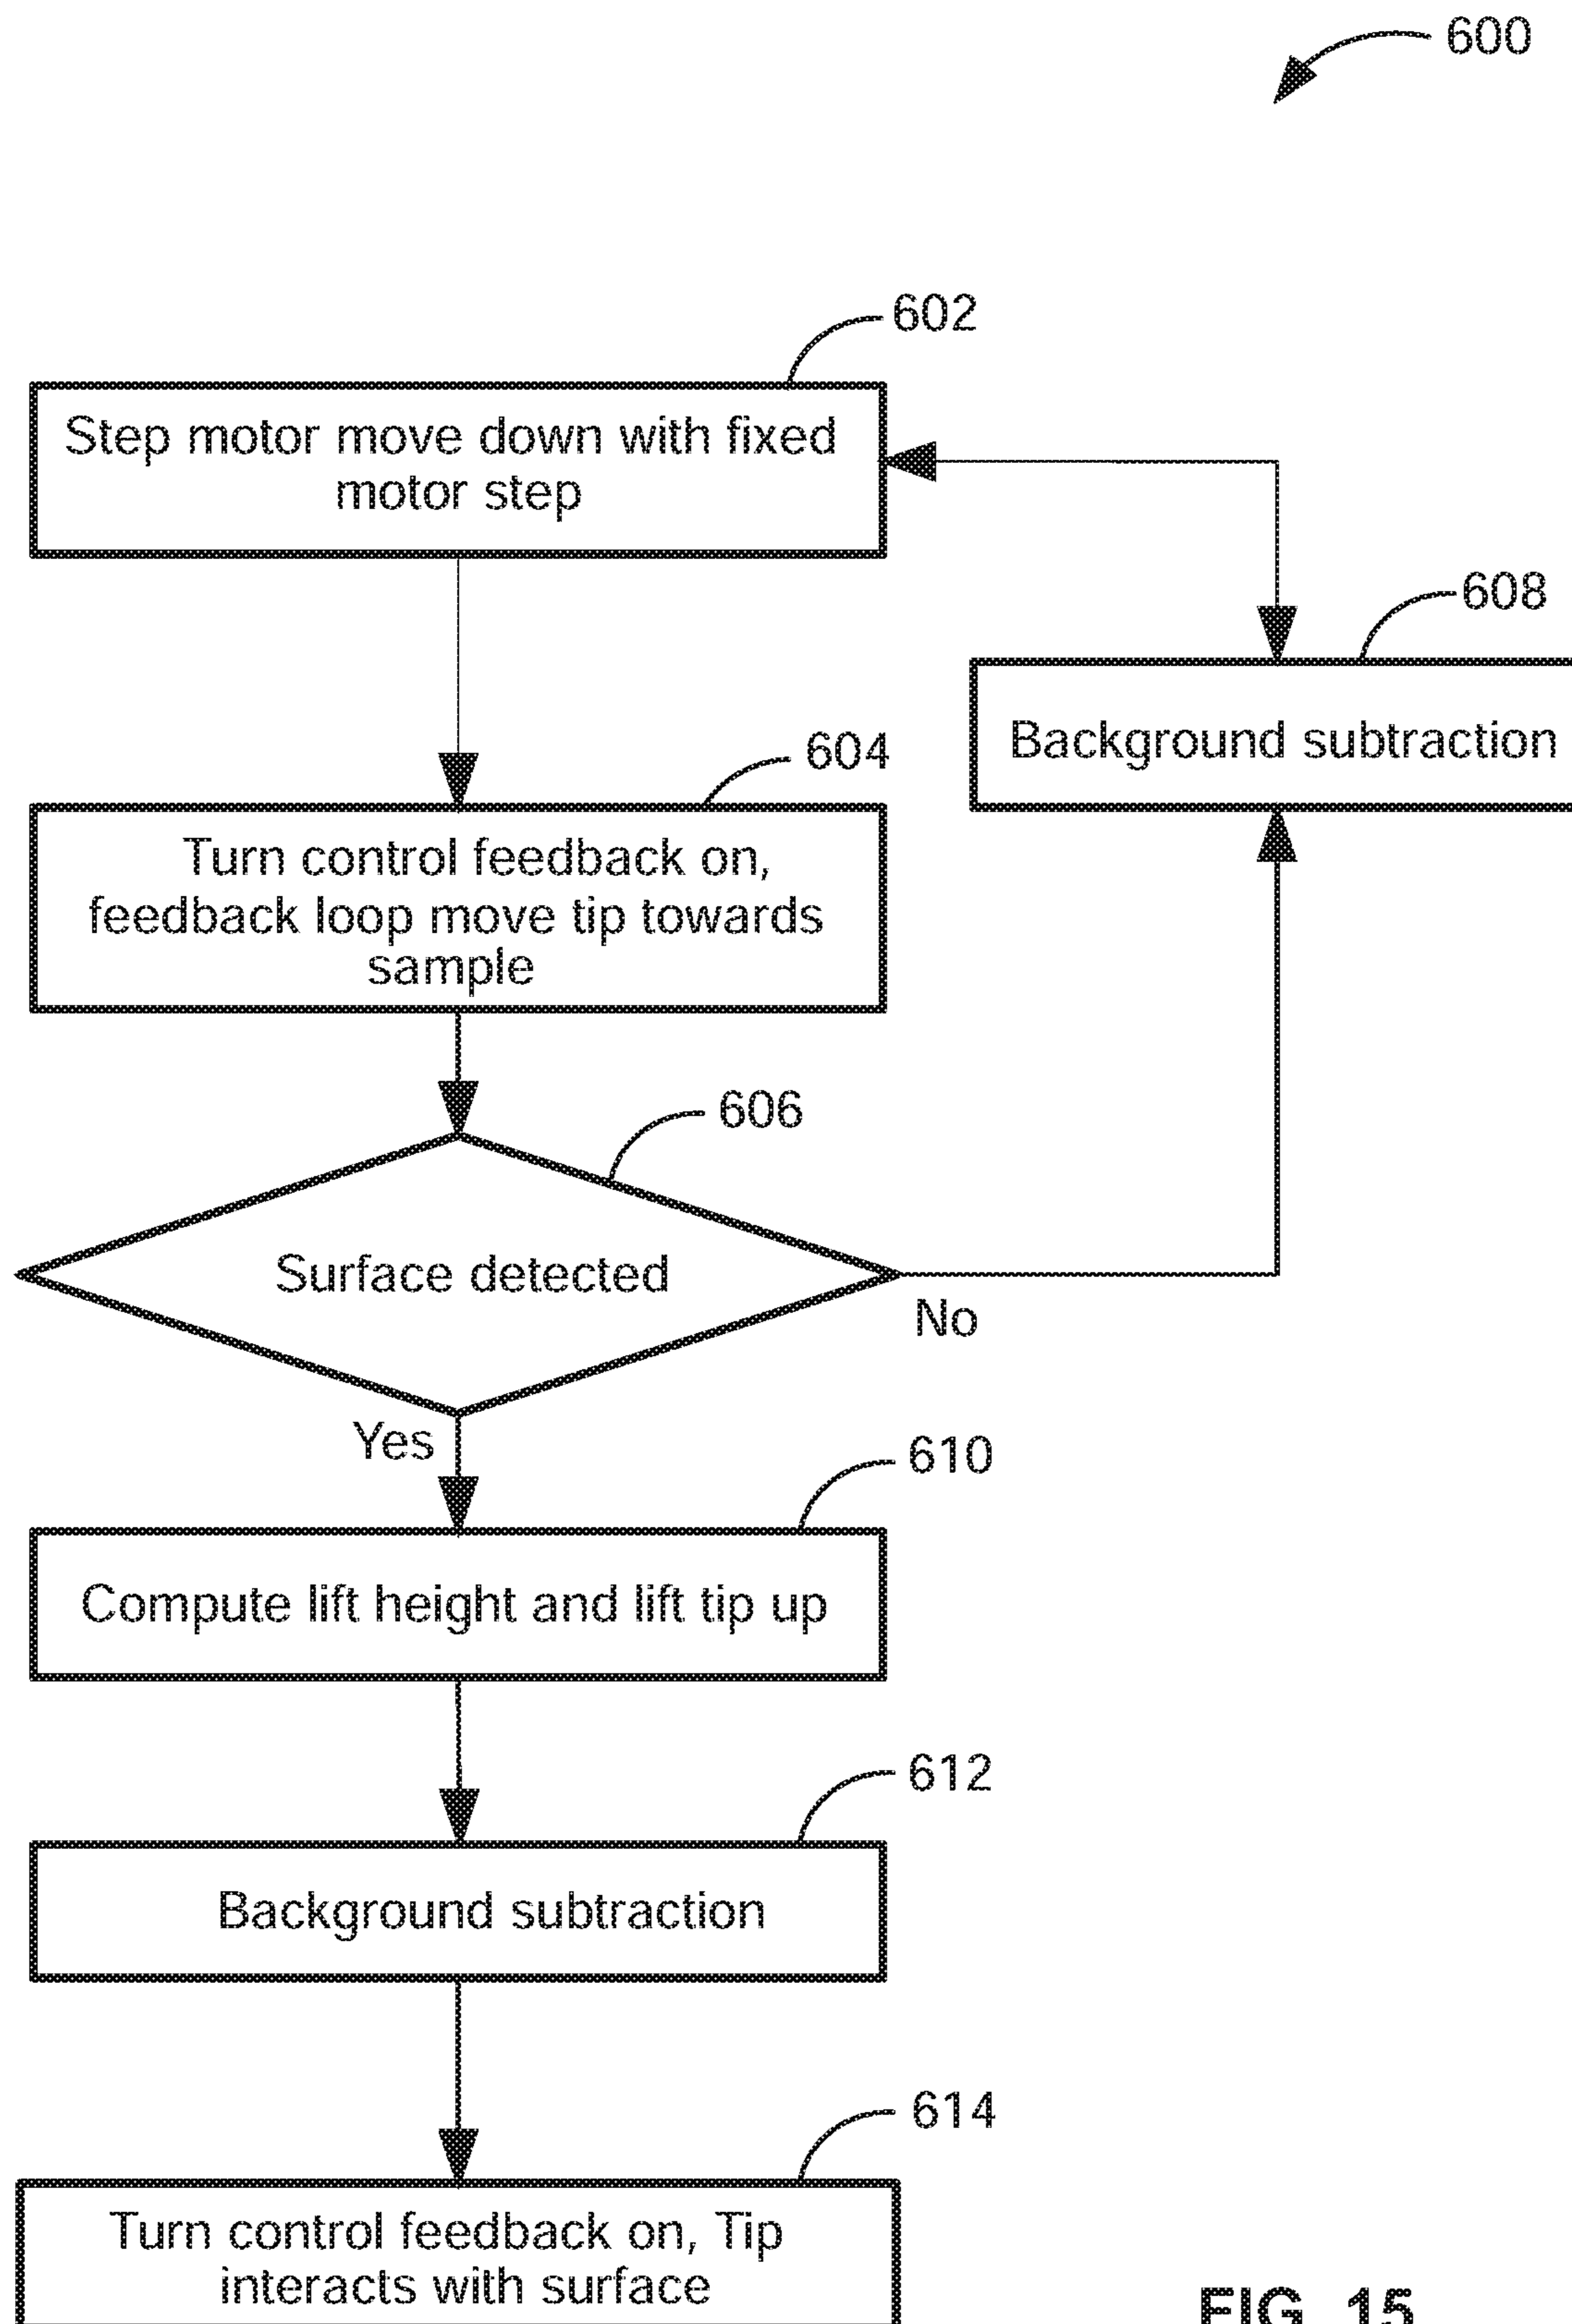 600
602
Step motor move down with fixed
motor step
608
Background subtraction
604
Turn control feedback on,
feedback loop move tip towards
sample
606
Surface detected
No
Yes
610
Compute lift height and lift tip up
612
Background subtraction
614
Turn control feedback on, Tip
interacts with surface
FIG. 15